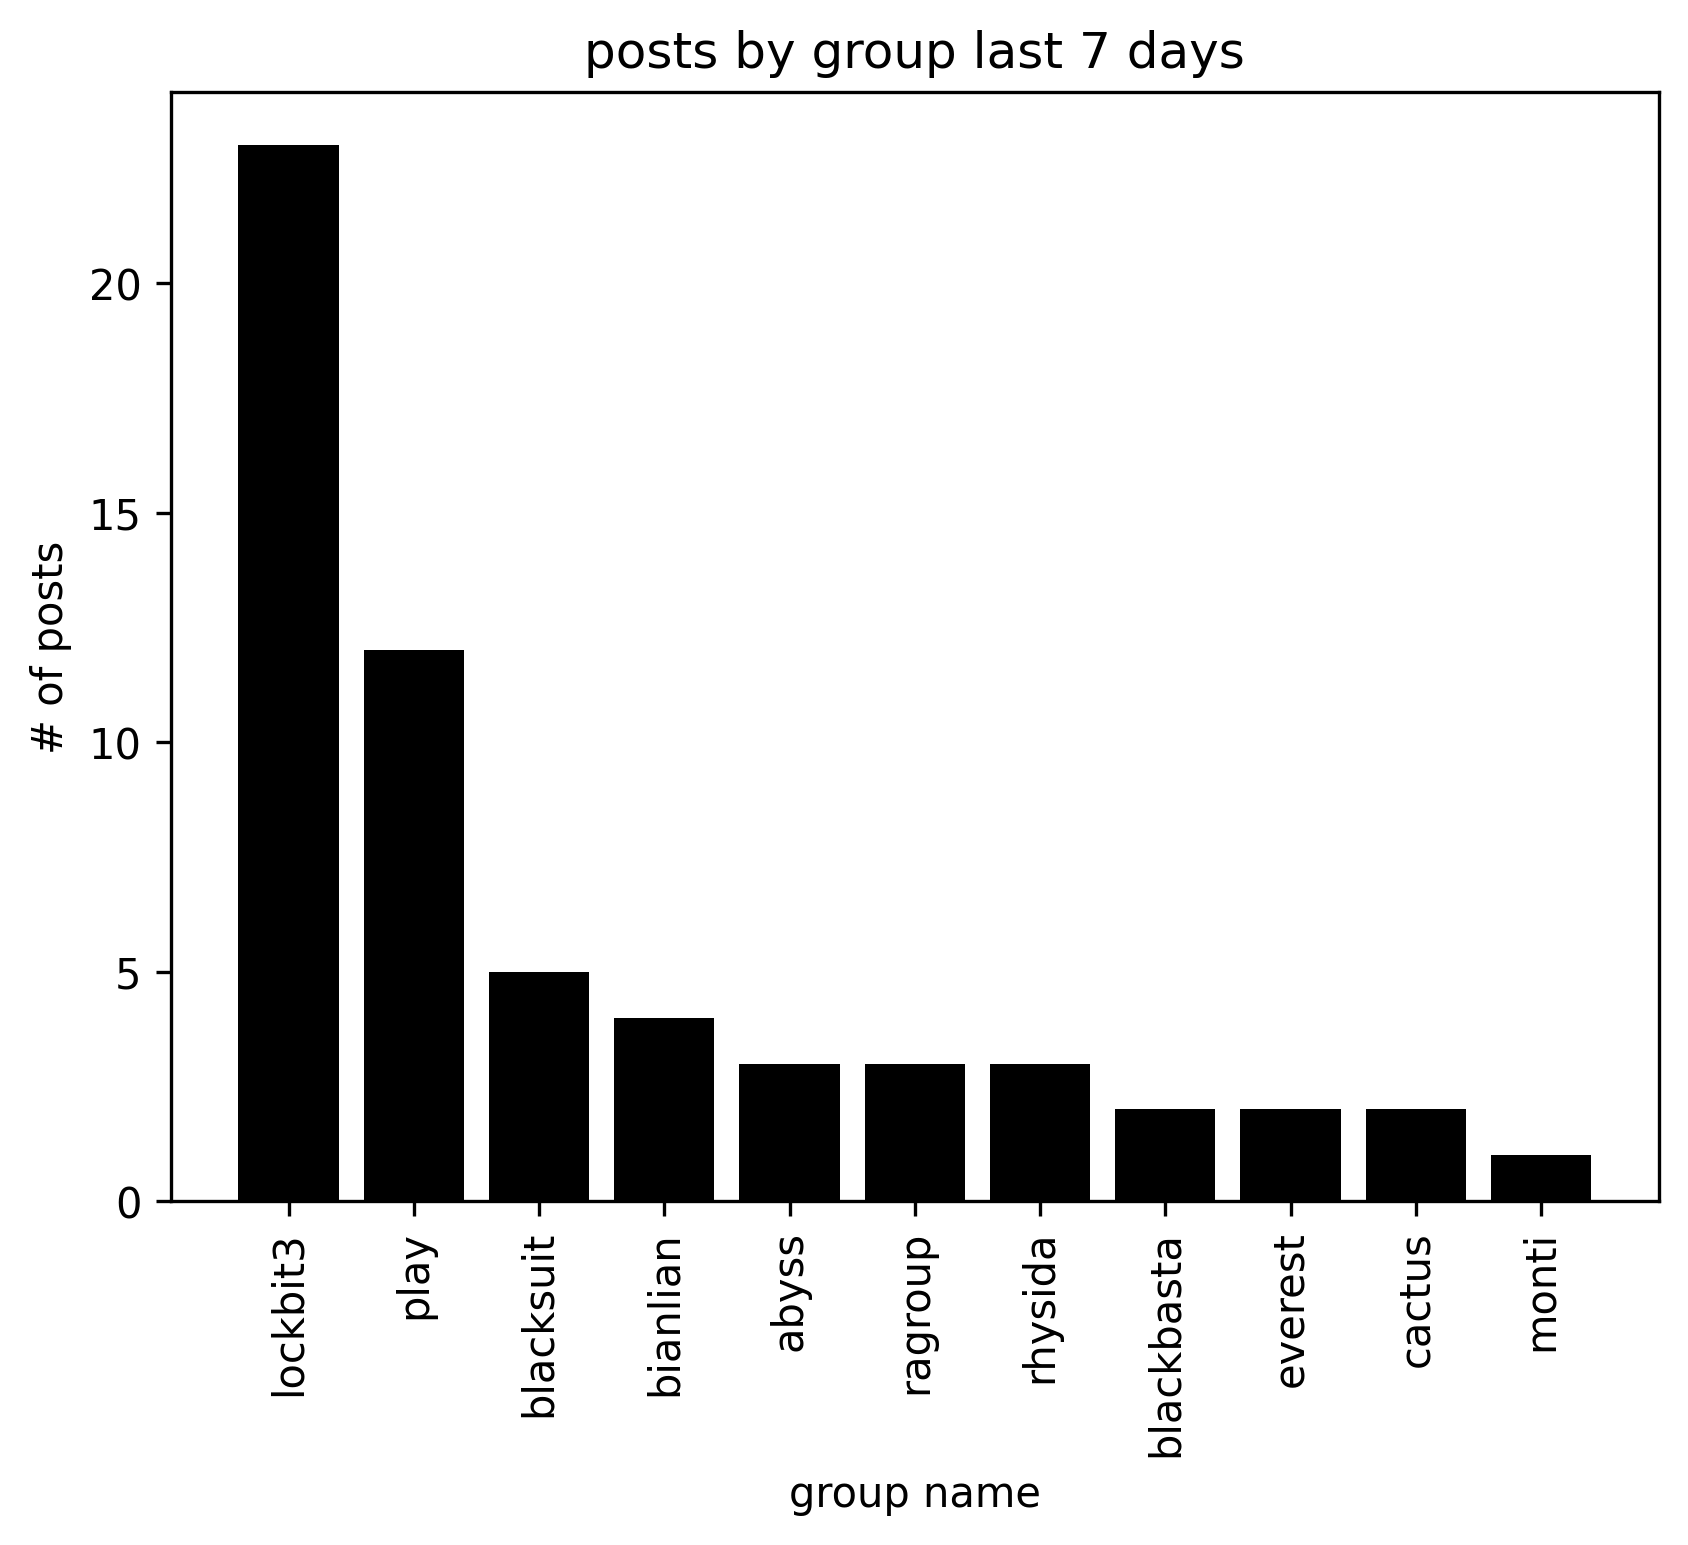 posts by group last 7 days
# of posts
20
15
10
5
0
lockbit3
play
blacksuit
bianlian
abyss
ragroup
rhysida
blackbasta
everest
cactus
monti
group name